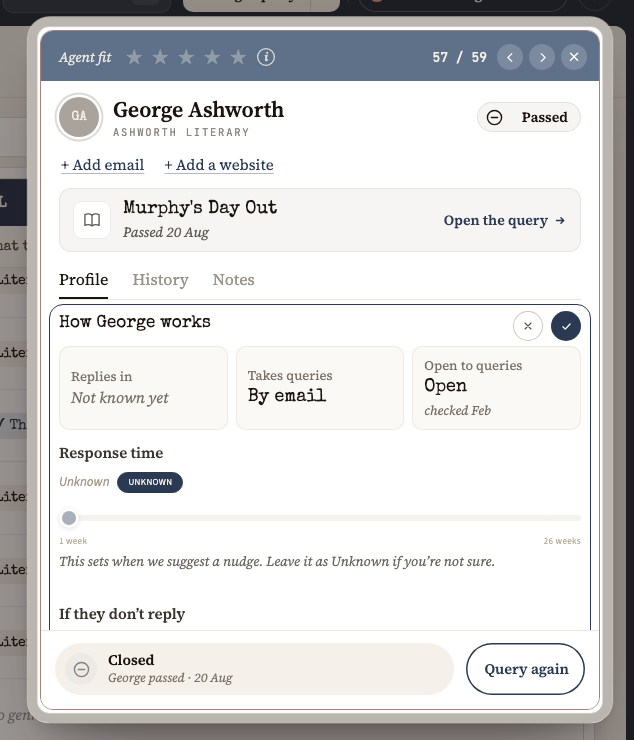 Agent fit
57 / 59
GA
George Ashworth
ASHWORTH LITERARY
Passed
+ Add email
+ Add a website
Murphy's Day Out
Passed 20 Aug
Open the query →
Profile
History
Notes
How George works
Replies in
Not known yet
Takes queries
By email
Open to queries
Open
checked Feb
Response time
Unknown
UNKNOWN
1 week
26 weeks
This sets when we suggest a nudge. Leave it as Unknown if you’re not sure.
If they don’t reply
Closed
George passed · 20 Aug
Query again